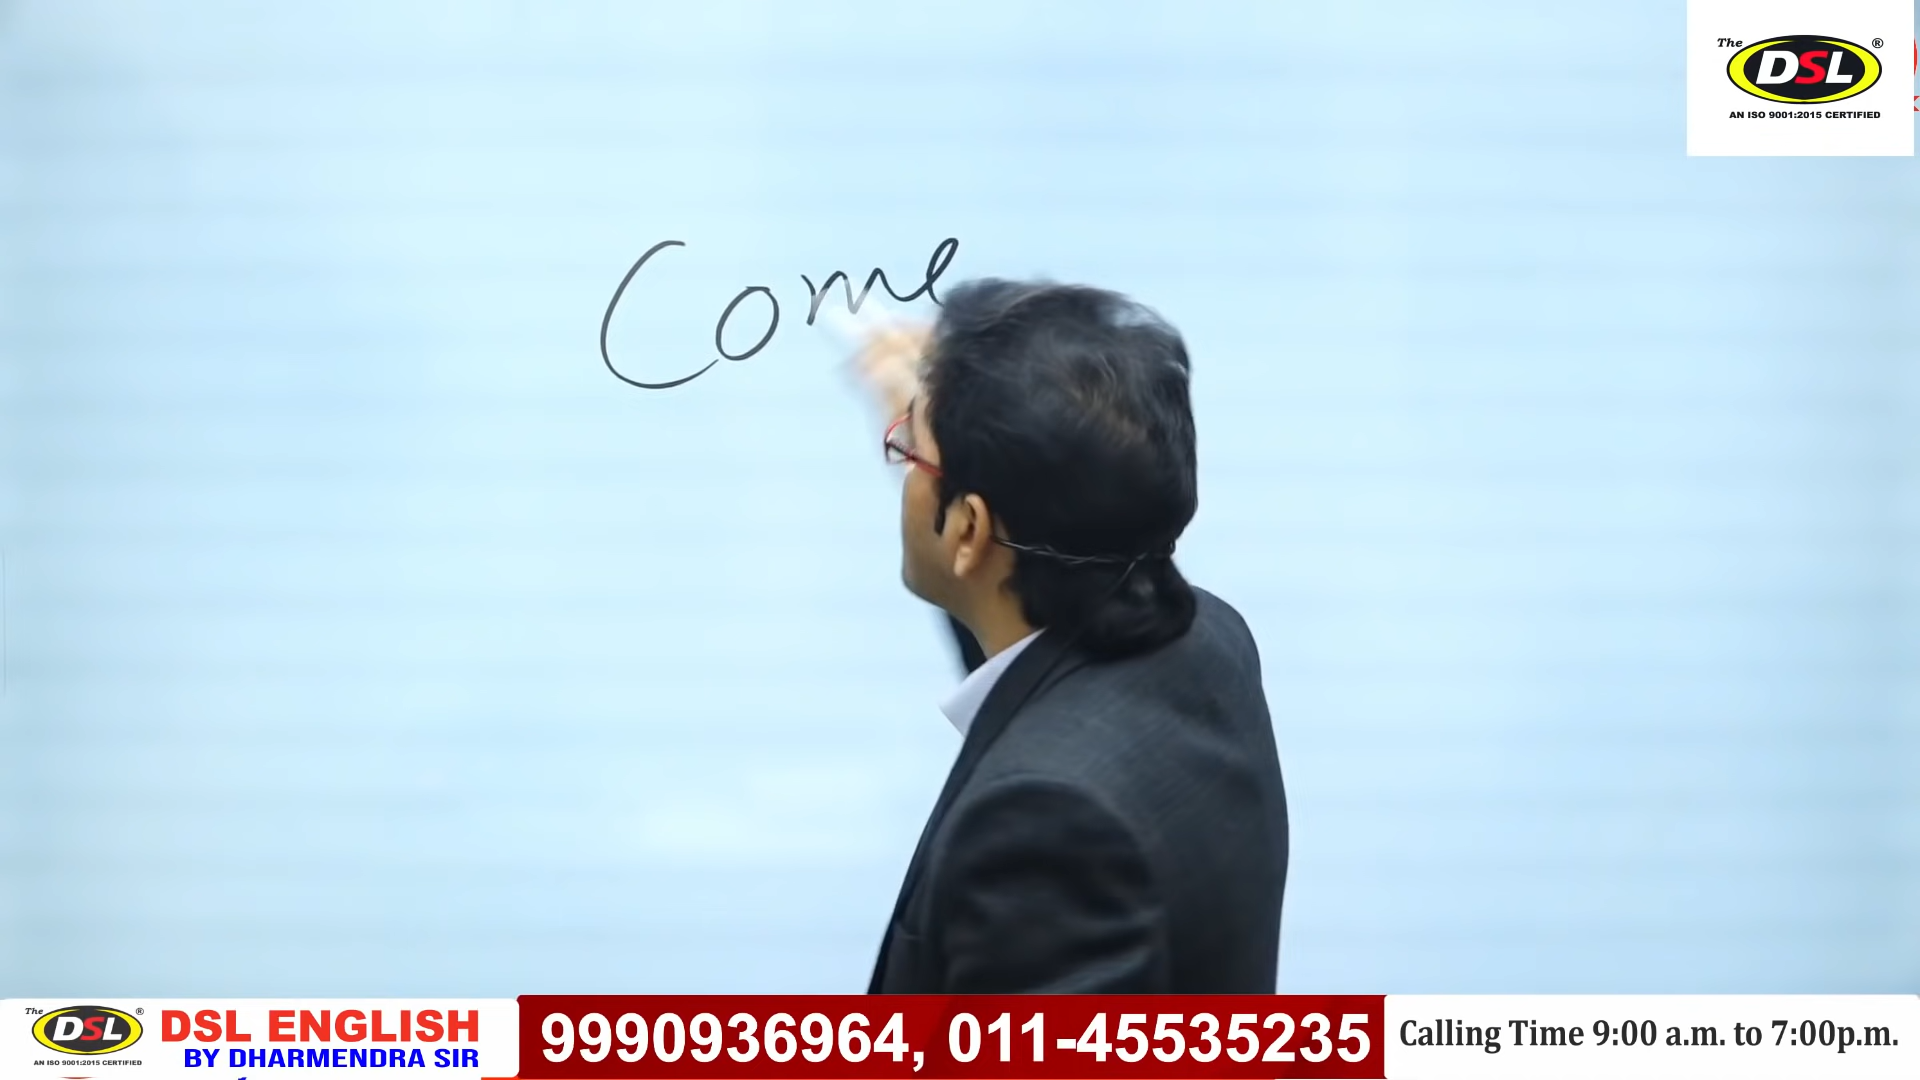 The DSL ®
AN ISO 9001:2015 CERTIFIED
Come
The DSL ®
AN ISO 9001:2015 CERTIFIED
DSL ENGLISH
BY DHARMENDRA SIR
9990936964, 011-45535235
Calling Time 9:00 a.m. to 7:00p.m.